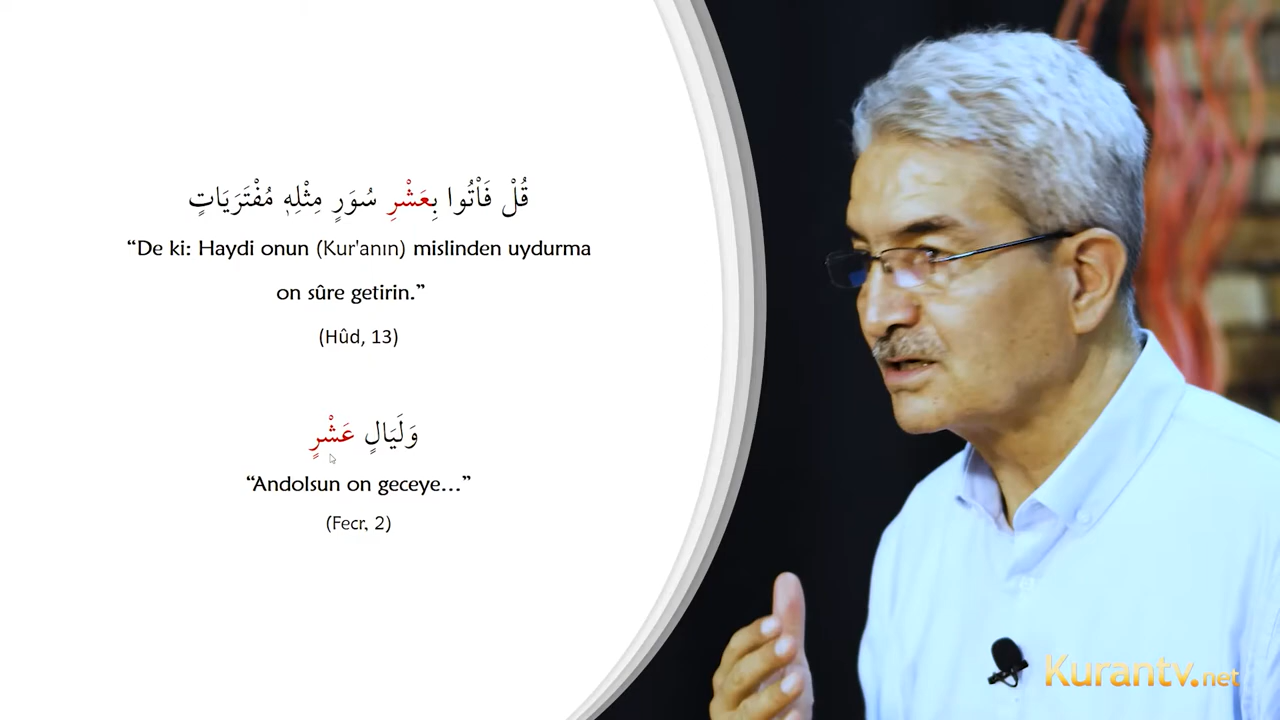 قُلْ فَاْتُوا بِعَشْرِ سُوَرٍ مِثْلِهٖ مُفْتَرَيَاتٍ
“De ki: Haydi onun (Kur'anın) mislinden uydurma
on sûre getirin.”
(Hûd, 13)
وَلَيَالٍ عَشْرٍ
“Andolsun on geceye...”
(Fecr, 2)
Kurantv.net